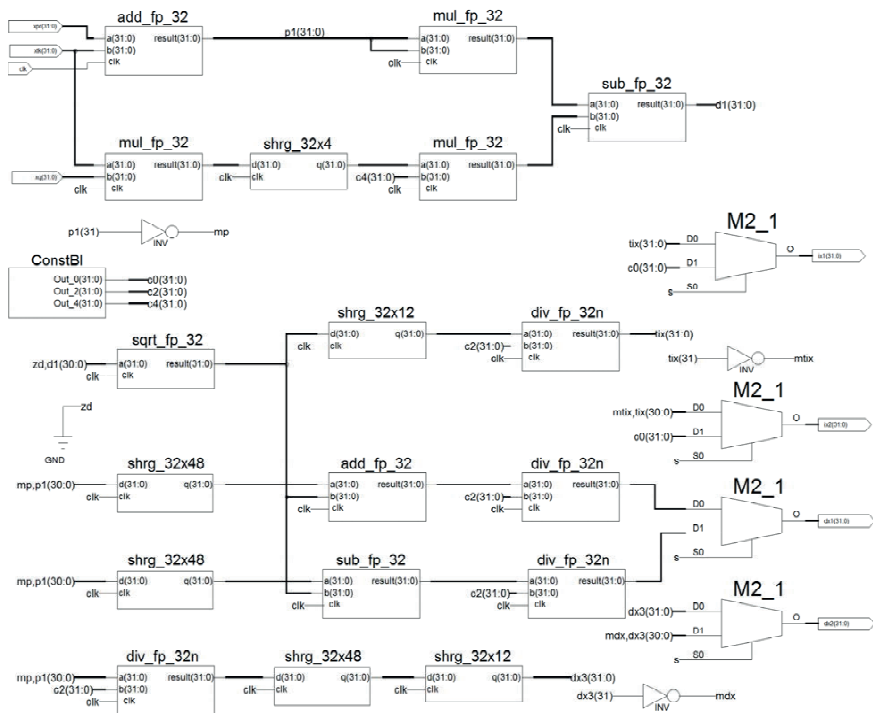 add_fp_32
mul_fp_32
a(31:0) result(31:0)
b(31:0)
clk
p1(31:0)
a(31:0) result(31:0)
b(31:0)
clk
clk
clk
sub_fp_32
a(31:0) result(31:0)
b(31:0)
clk
clk
d1(31:0)
mul_fp_32
shrg_32x4
mul_fp_32
a(31:0) result(31:0)
b(31:0)
clk
clk
d(31:0) q(31:0)
clk
clk
a(31:0) result(31:0)
b(31:0)
clk
c4(31:0)
clk
p1(31)
INV
mp
ConstBl
Out_0(31:0)
Out_2(31:0)
Out_4(31:0)
c0(31:0)
c2(31:0)
c4(31:0)
M2_1
tix(31:0)
D0
c0(31:0)
D1
s
S0
O
shrg_32x12
div_fp_32n
d(31:0) q(31:0)
clk
clk
a(31:0) result(31:0)
b(31:0)
clk
c2(31:0)
clk
tix(31:0)
tix(31)
INV
mtix
sqrt_fp_32
zd,d1(30:0)
a(31:0) result(31:0)
clk
clk
zd
GND
M2_1
mtix,tix(30:0)
D0
c0(31:0)
D1
s
S0
O
shrg_32x48
add_fp_32
div_fp_32n
mp,p1(30:0)
d(31:0) q(31:0)
clk
clk
a(31:0) result(31:0)
b(31:0)
clk
clk
a(31:0) result(31:0)
b(31:0)
clk
c2(31:0)
clk
M2_1
D0
D1
s
S0
O
dx1(31:0)
shrg_32x48
sub_fp_32
div_fp_32n
mp,p1(30:0)
d(31:0) q(31:0)
clk
clk
a(31:0) result(31:0)
b(31:0)
clk
clk
a(31:0) result(31:0)
b(31:0)
clk
c2(31:0)
clk
M2_1
dx3(31:0)
D0
mdx,dx3(30:0)
D1
s
S0
O
dx2(31:0)
div_fp_32n
shrg_32x48
shrg_32x12
mp,p1(30:0)
a(31:0) result(31:0)
c2(31:0)
b(31:0)
clk
clk
d(31:0) q(31:0)
clk
clk
d(31:0) q(31:0)
clk
clk
dx3(31:0)
dx3(31)
INV
mdx